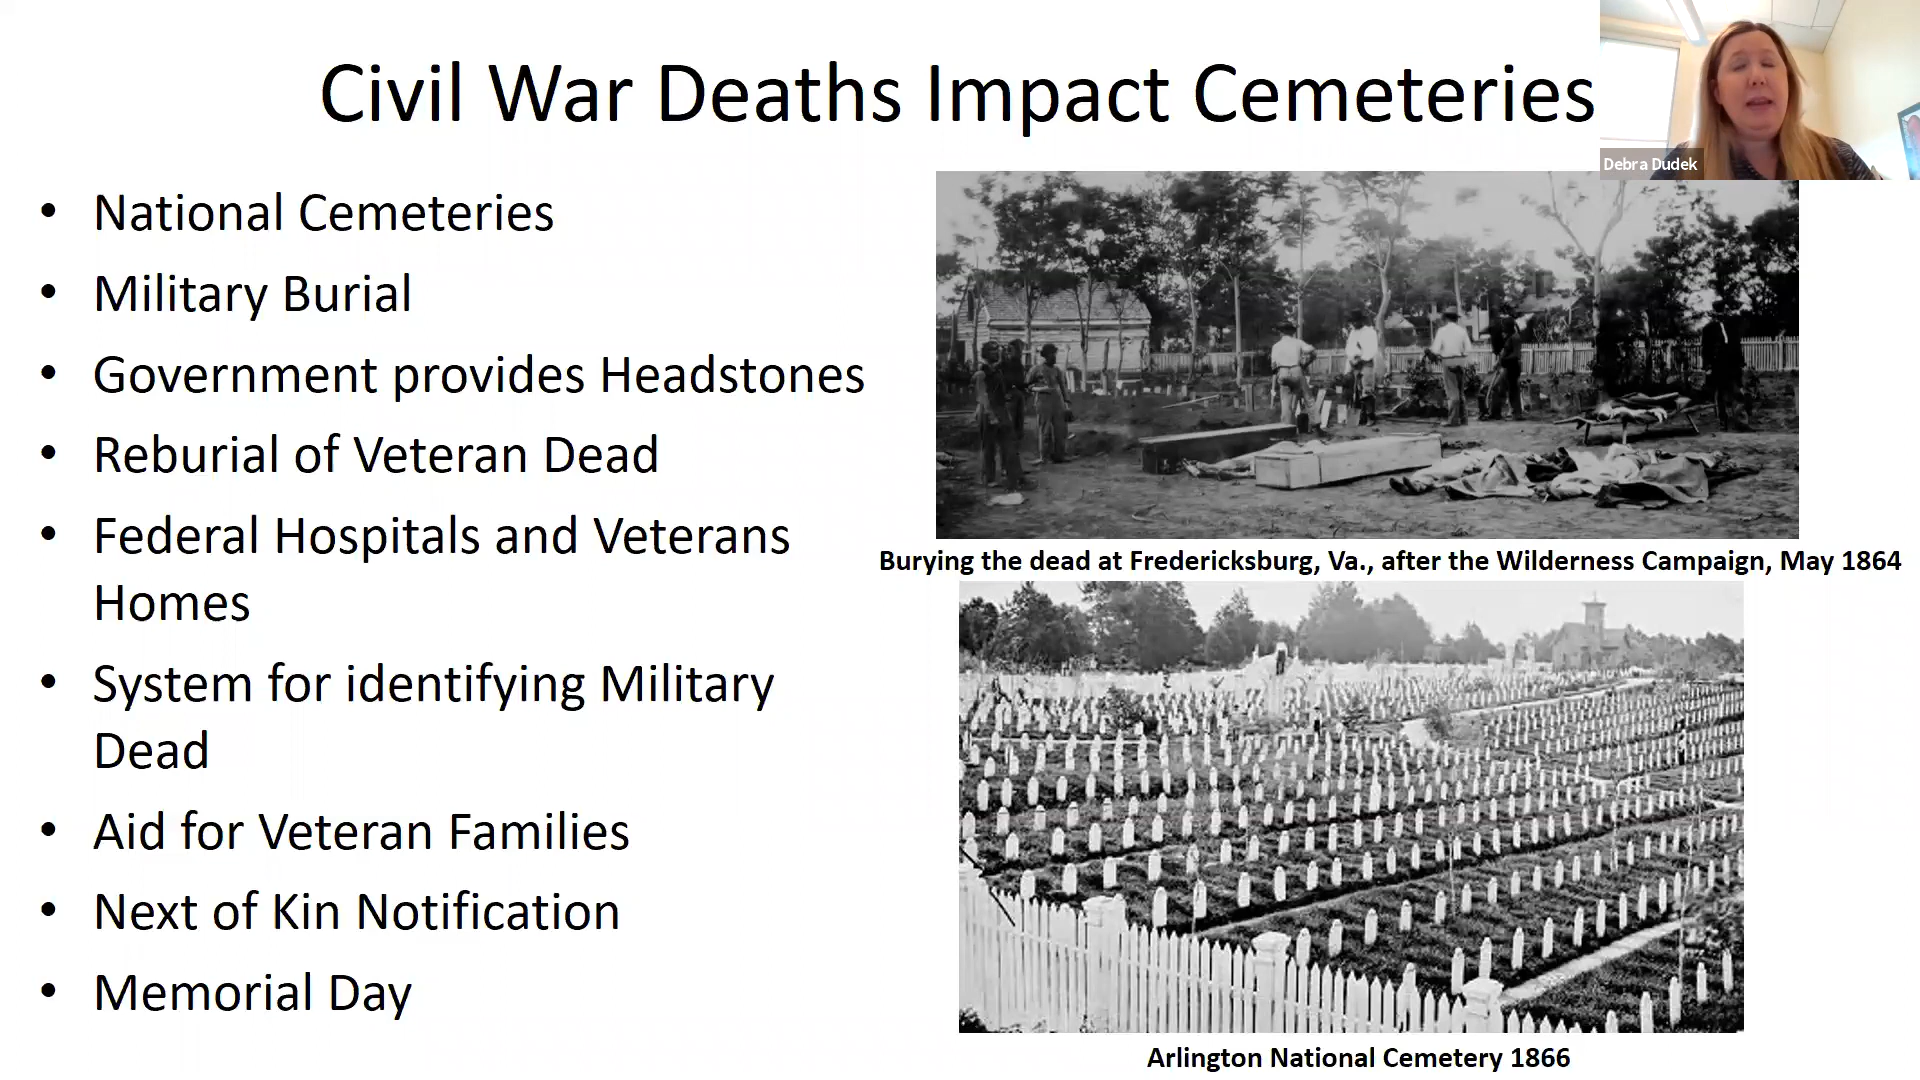 Civil War Deaths Impact Cemeteries
Debra Dudek
• National Cemeteries
• Military Burial
• Government provides Headstones
• Reburial of Veteran Dead
• Federal Hospitals and Veterans
Homes
• System for identifying Military
Dead
• Aid for Veteran Families
• Next of Kin Notification
• Memorial Day
Burying the dead at Fredericksburg, Va., after the Wilderness Campaign, May 1864
Arlington National Cemetery 1866